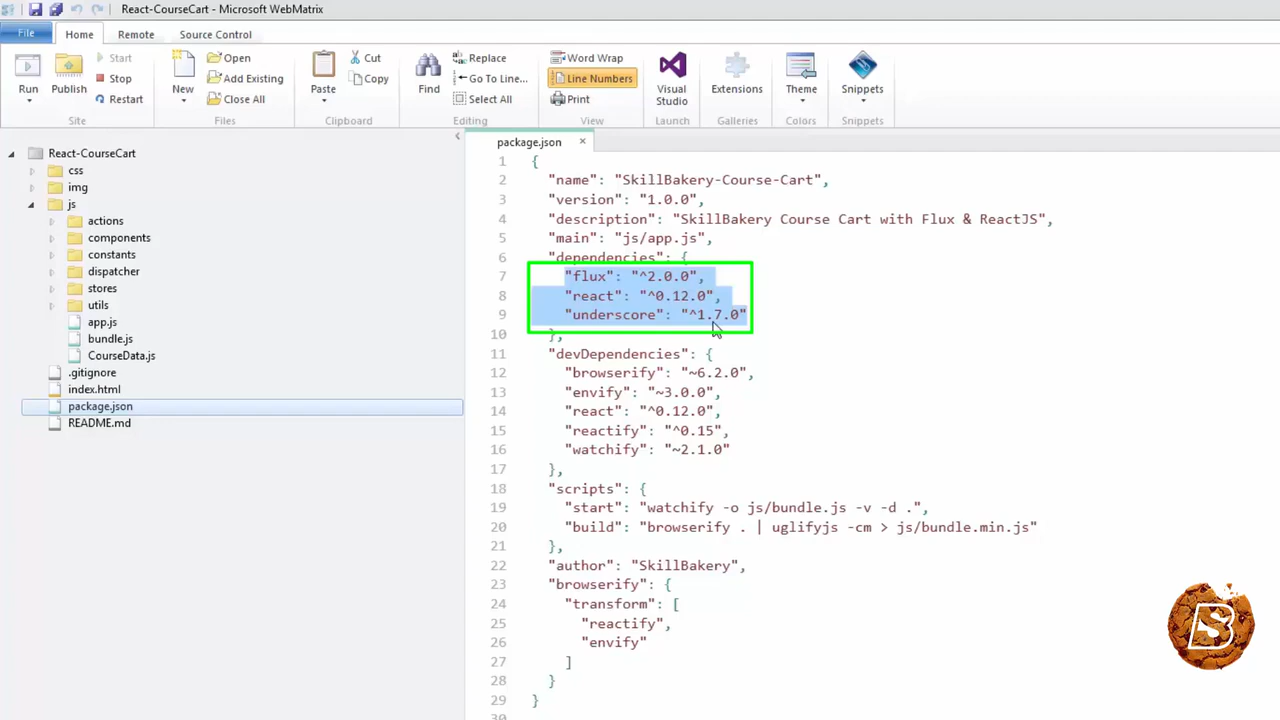 React-CourseCart - Microsoft WebMatrix
File
Home
Remote
Source Control
Run
Publish
Start
Stop
Restart
Site
New
Open
Add Existing
Close All
Files
Paste
Cut
Copy
Clipboard
Find
Replace
Go To Line...
Select All
Editing
Word Wrap
Line Numbers
Print
View
Visual
Studio
Launch
Extensions
Galleries
Theme
Colors
Snippets
Snippets
React-CourseCart
css
img
js
actions
components
constants
dispatcher
stores
utils
app.js
bundle.js
CourseData.js
.gitignore
index.html
package.json
README.md
package.json
1 {
2 "name": "SkillBakery-Course-Cart",
3 "version": "1.0.0",
4 "description": "SkillBakery Course Cart with Flux & ReactJS",
5 "main": "js/app.js",
6 "dependencies": {
7 "flux": "^2.0.0",
8 "react": "^0.12.0",
9 "underscore": "^1.7.0"
10 },
11 "devDependencies": {
12 "browserify": "~6.2.0",
13 "envify": "~3.0.0",
14 "react": "^0.12.0",
15 "reactify": "^0.15",
16 "watchify": "~2.1.0"
17 },
18 "scripts": {
19 "start": "watchify -o js/bundle.js -v -d .",
20 "build": "browserify . | uglifyjs -cm > js/bundle.min.js"
21 },
22 "author": "SkillBakery",
23 "browserify": {
24 "transform": [
25 "reactify",
26 "envify"
27 ]
28 }
29 }
30